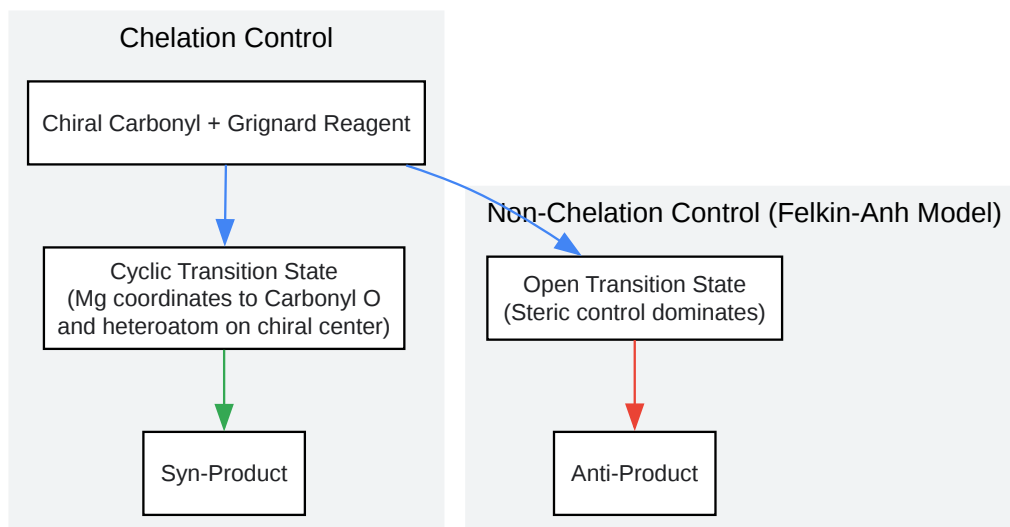 Chelation Control
Chiral Carbonyl + Grignard Reagent
Non-Chelation Control (Felkin-Anh Model)
Cyclic Transition State
(Mg coordinates to Carbonyl O
and heteroatom on chiral center)
Open Transition State
(Steric control dominates)
Syn-Product
Anti-Product